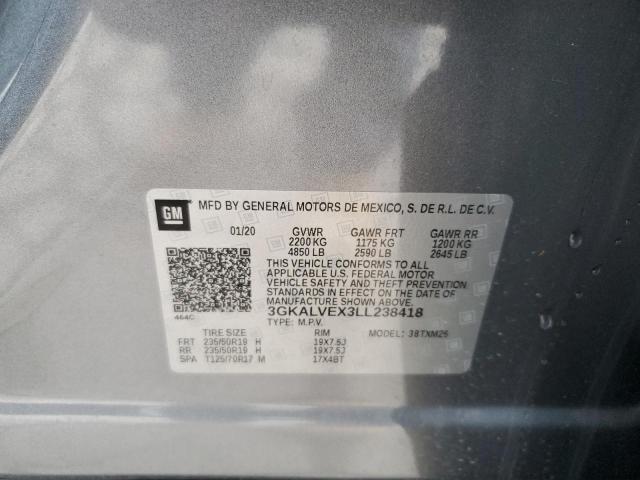 GM MFD BY GENERAL MOTORS DE MEXICO, S. DE R.L. DE C.V.
01/20 GVWR GAWR FRT GAWR RR
2200 KG 1175 KG 1200 KG
4850 LB 2590 LB 2645 LB
THIS VEHICLE CONFORMS TO ALL
APPLICABLE U.S. FEDERAL MOTOR
VEHICLE SAFETY AND THEFT PREVENTION
STANDARDS IN EFFECT ON THE DATE OF
MANUFACTURE SHOWN ABOVE.
3GKALVEX3LL238418
464C TYPE: M.P.V.
TIRE SIZE RIM MODEL: 38TXM26
FRT 235/50R19 H 19X7.5J
RR 235/50R19 H 19X7.5J
SPA T125/70R17 M 17X4BT